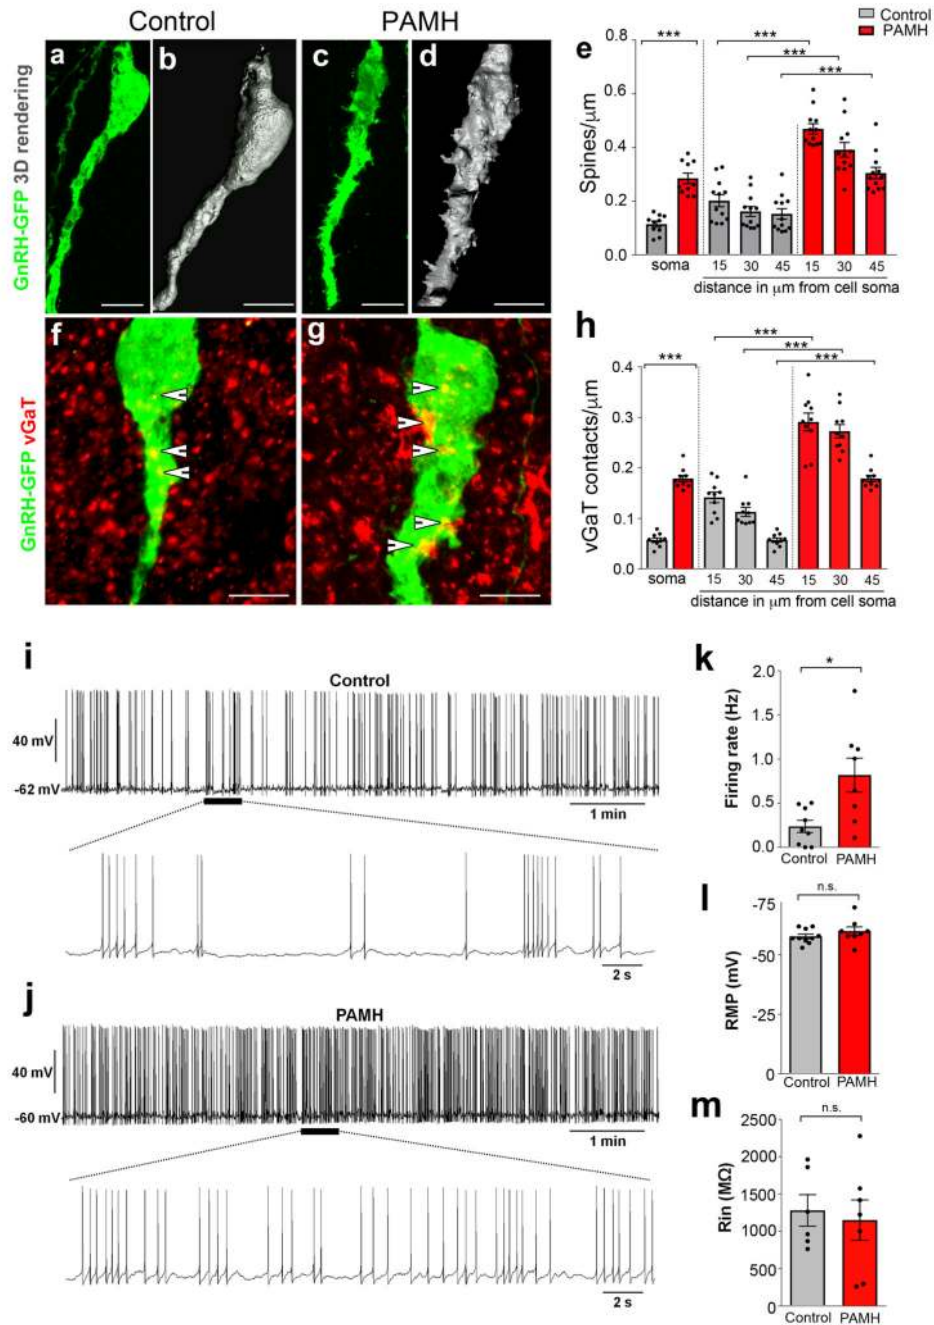 Control PAMH
Control
PAMH
a b c d
GnRH-GFP 3D rendering
e
***
***
***
***
Spines/μm
0.8
0.6
0.4
0.2
0.0
soma 15 30 45 15 30 45
distance in μm from cell soma
f g
GnRH-GFP vGaT
h
***
***
***
***
vGaT contacts/μm
0.4
0.3
0.2
0.1
0.0
soma 15 30 45 15 30 45
distance in μm from cell soma
i
Control
40 mV
-62 mV
1 min
2 s
j
PAMH
40 mV
-60 mV
1 min
2 s
k
*
Firing rate (Hz)
2.0
1.5
1.0
0.5
0.0
Control PAMH
l
n.s.
RMP (mV)
-75
-50
-25
0
Control PAMH
m
n.s.
Rin (MΩ)
2500
2000
1500
1000
500
0
Control PAMH